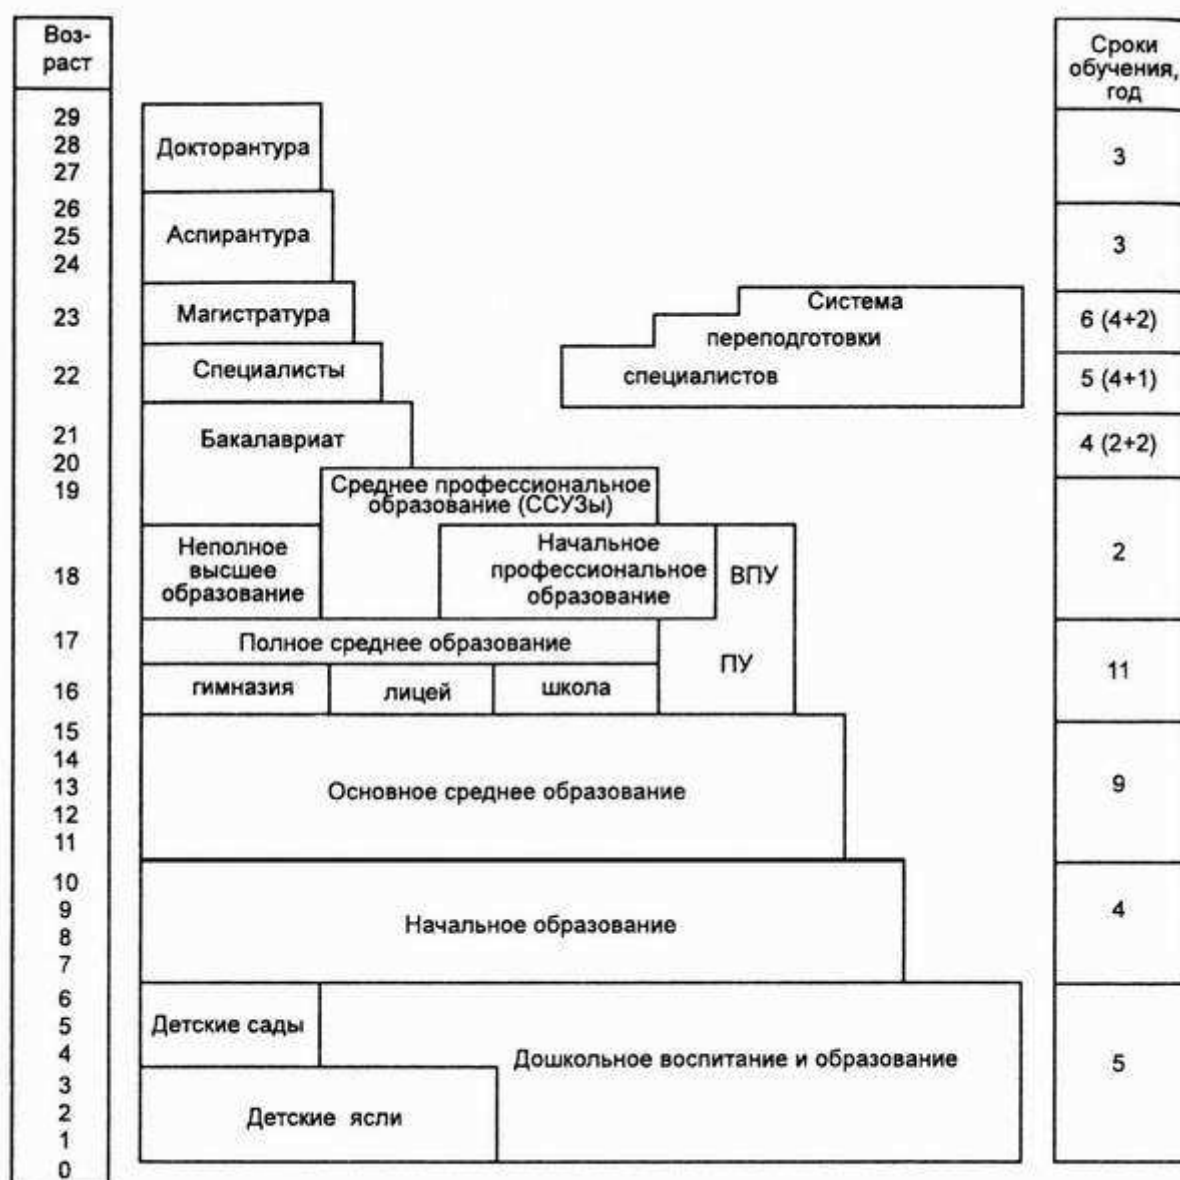 Воз-
раст
Сроки
обучения,
год
29
28
27
Докторантура
3
26
25
24
Аспирантура
3
23
Магистратура
Система
переподготовки
специалистов
6 (4+2)
22
Специалисты
5 (4+1)
21
20
19
Бакалавриат
4 (2+2)
Среднее профессиональное
образование (ССУЗы)
18
Неполное
высшее
образование
Начальное
профессиональное
образование
ВПУ
2
17
Полное среднее образование
ПУ
11
16
гимназия
лицей
школа
15
14
13
12
11
Основное среднее образование
9
10
9
8
7
Начальное образование
4
6
5
4
Детские сады
Дошкольное воспитание и образование
5
3
2
1
0
Детские ясли